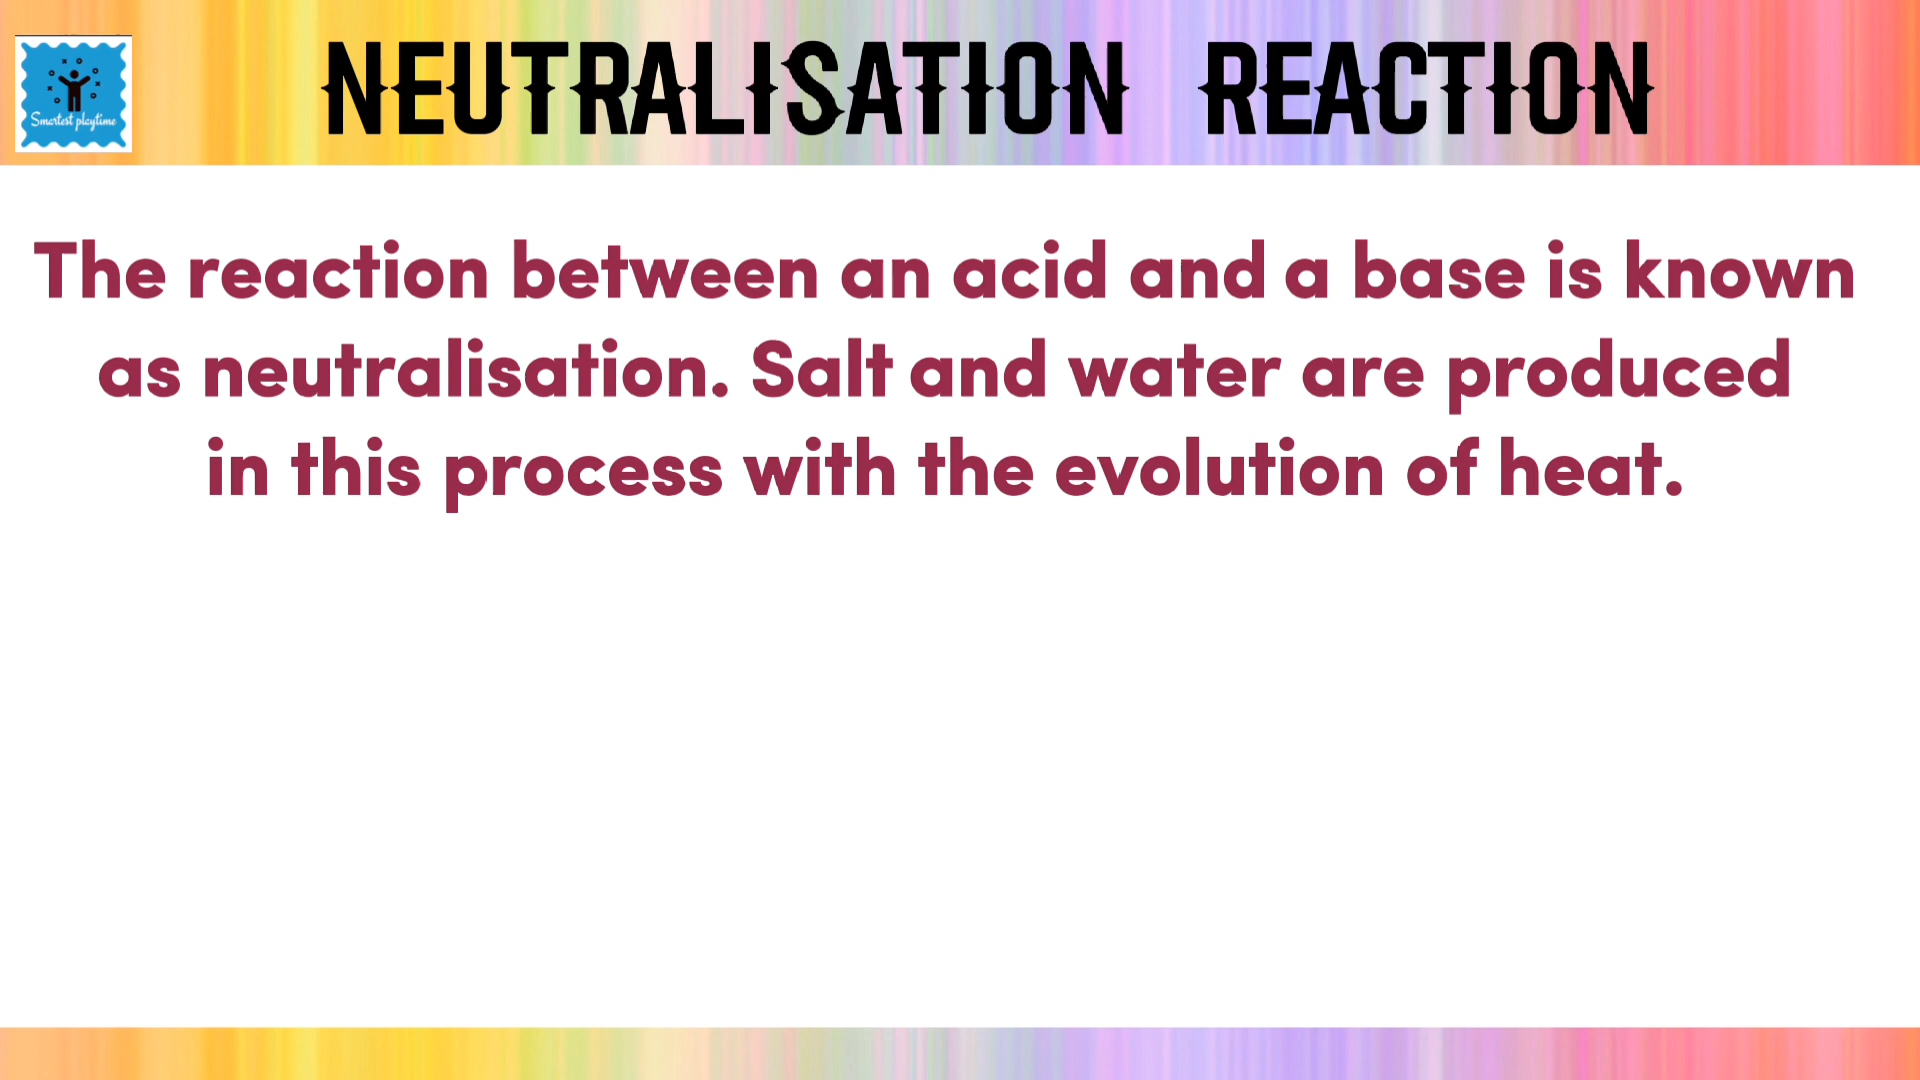 Smartest playtime
NEUTRALISATION REACTION
The reaction between an acid and a base is known
as neutralisation. Salt and water are produced
in this process with the evolution of heat.